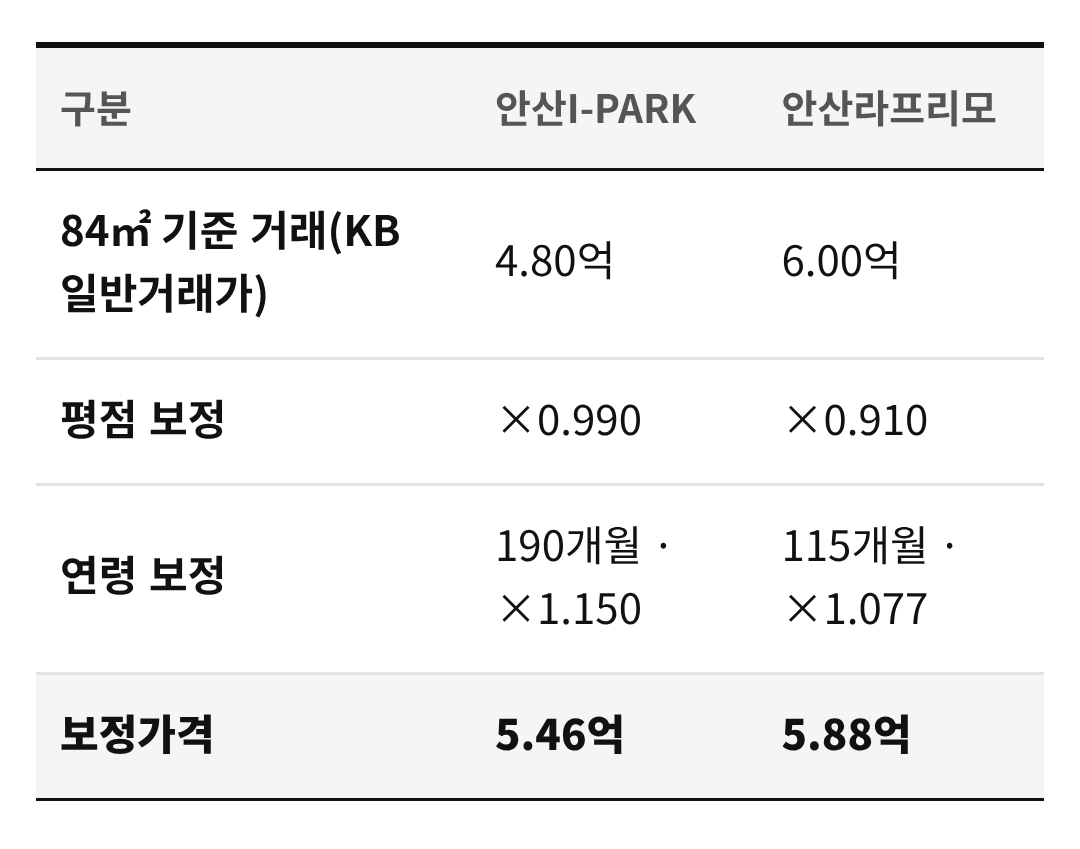 구분 안산I-PARK 안산라프리모
84㎡ 기준 거래(KB
일반거래가) 4.80억 6.00억
평점 보정 ×0.990 ×0.910
연령 보정 190개월 · 115개월 ·
×1.150 ×1.077
보정가격 5.46억 5.88억